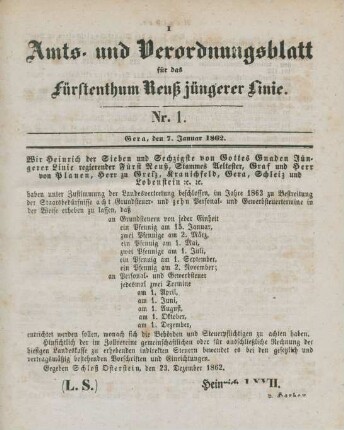 1
Amts- und Verordnungsblatt
für das
Fürstenthum Reuß jüngerer Linie.
Nr. 1.
Gera, den 7. Januar 1862.
Wir Heinrich der Sieben und Sechzigste von Gottes Gnaden Jün-
gerer Linie regierender Fürst Reuß, Stammes Aeltester, Graf und Herr
von Plauen, Herr zu Greiz, Kranichfeld, Gera, Schleiz und
Lobenstein ꝛc. ꝛc.
haben unter Zustimmung der Landesvertretung beschlossen, im Jahre 1863 zu Bestreitung
der Staatsbedürfnisse acht Grundsteuer- und zehn Personal- und Gewerbesteuertermine in
der Weise erheben zu lassen, daß
an Grundsteuern von jeder Einheit
ein Pfennig am 15. Januar,
zwei Pfennige am 2. März,
ein Pfennig am 1. Mai,
zwei Pfennige am 1. Juli,
ein Pfennig am 1. September,
ein Pfennig am 2. November;
an Personal- und Gewerbsteuer
jedesmal zwei Termine
am 1. April,
am 1. Juni,
am 1. August,
am 1. Oktober,
am 1. Dezember,
entrichtet werden sollen, wonach sich die Behörden und Steuerpflichtigen zu achten haben.
Hinsichtlich der im Zollvereine gemeinschaftlichen oder für ausschließliche Rechnung der
hiesigen Landeskasse zu erhebenden indirekten Steuern bewendet es bei den gesetzlich und
vertragsmäßig bestehenden Vorschriften und Einrichtungen.
Gegeben Schloß Osterstein, den 23. Dezember 1862.
(L. S.) Heinrich LXVII.